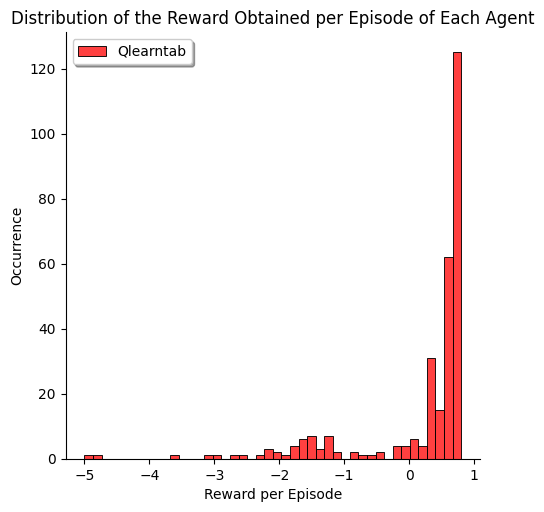 Distribution of the Reward Obtained per Episode of Each Agent
Qlearntab
120
100
80
60
40
20
0
Occurrence
−5 −4 −3 −2 −1 0 1
Reward per Episode